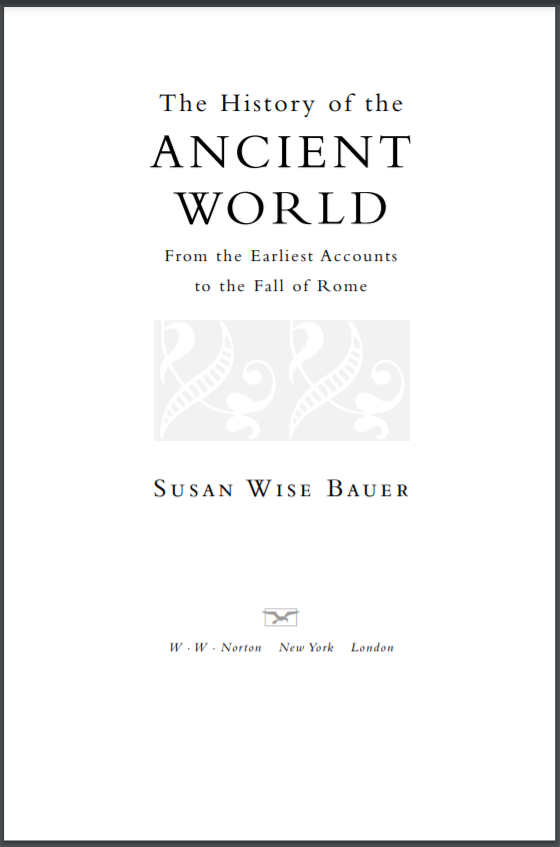 The History of the
ANCIENT
WORLD
From the Earliest Accounts
to the Fall of Rome
SUSAN WISE BAUER
W · W · Norton New York London